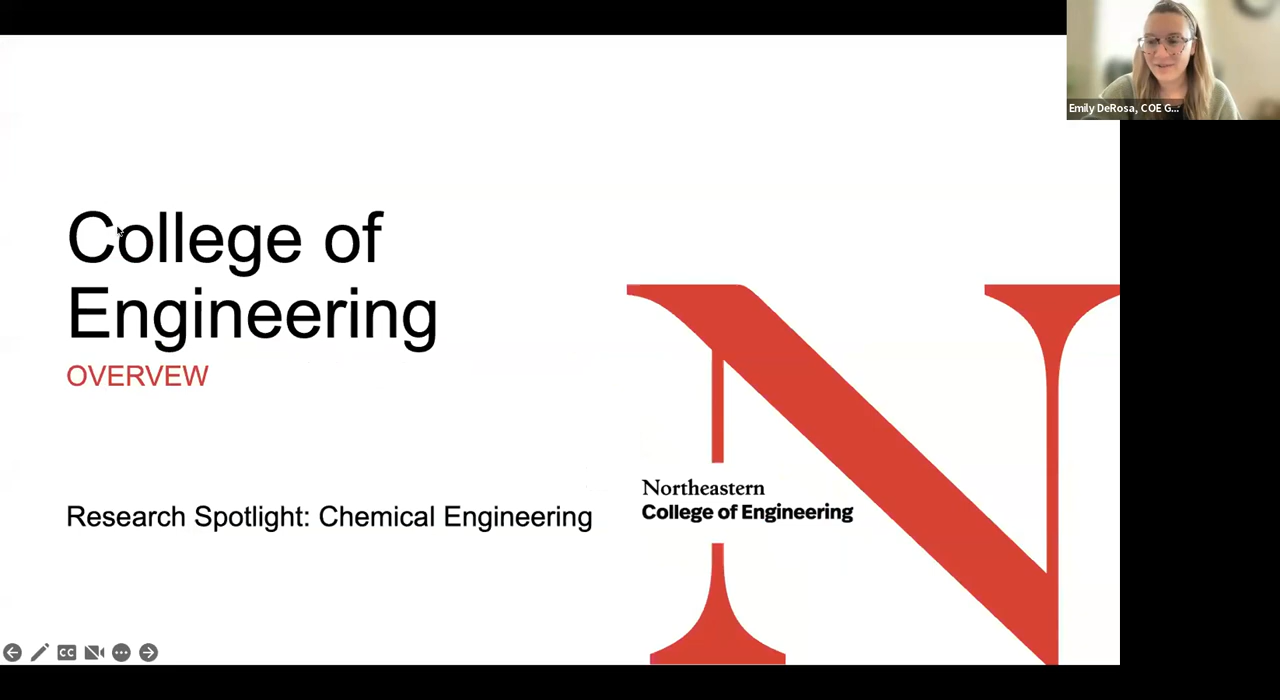 Emily DeRosa, COE G...
College of
Engineering
OVERVEW
Research Spotlight: Chemical Engineering
Northeastern
College of Engineering
CC